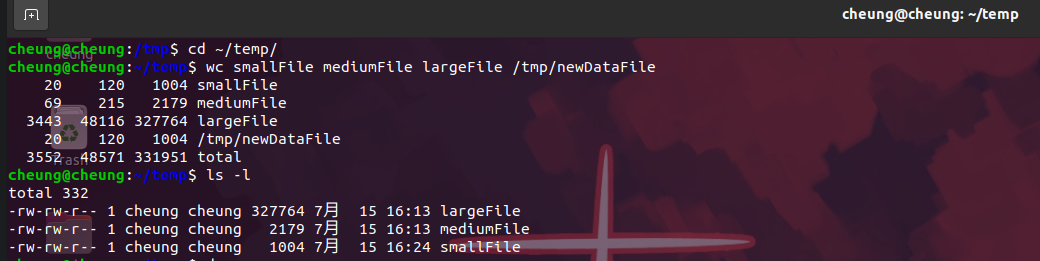 cheung@cheung: ~/temp
cheung@cheung:/tmp$ cd ~/temp/
cheung
cheung@cheung:~/temp$ wc smallFile mediumFile largeFile /tmp/newDataFile
20 120 1004 smallFile
69 215 2179 mediumFile
3443 48116 327764 largeFile
20 120 1004 /tmp/newDataFile
3552 48571 331951 total
Trash
cheung@cheung:~/temp$ ls -l
total 332
-rw-rw-r-- 1 cheung cheung 327764 7月 15 16:13 largeFile
-rw-rw-r-- 1 cheung cheung 2179 7月 15 16:13 mediumFile
-rw-rw-r-- 1 cheung cheung 1004 7月 15 16:24 smallFile